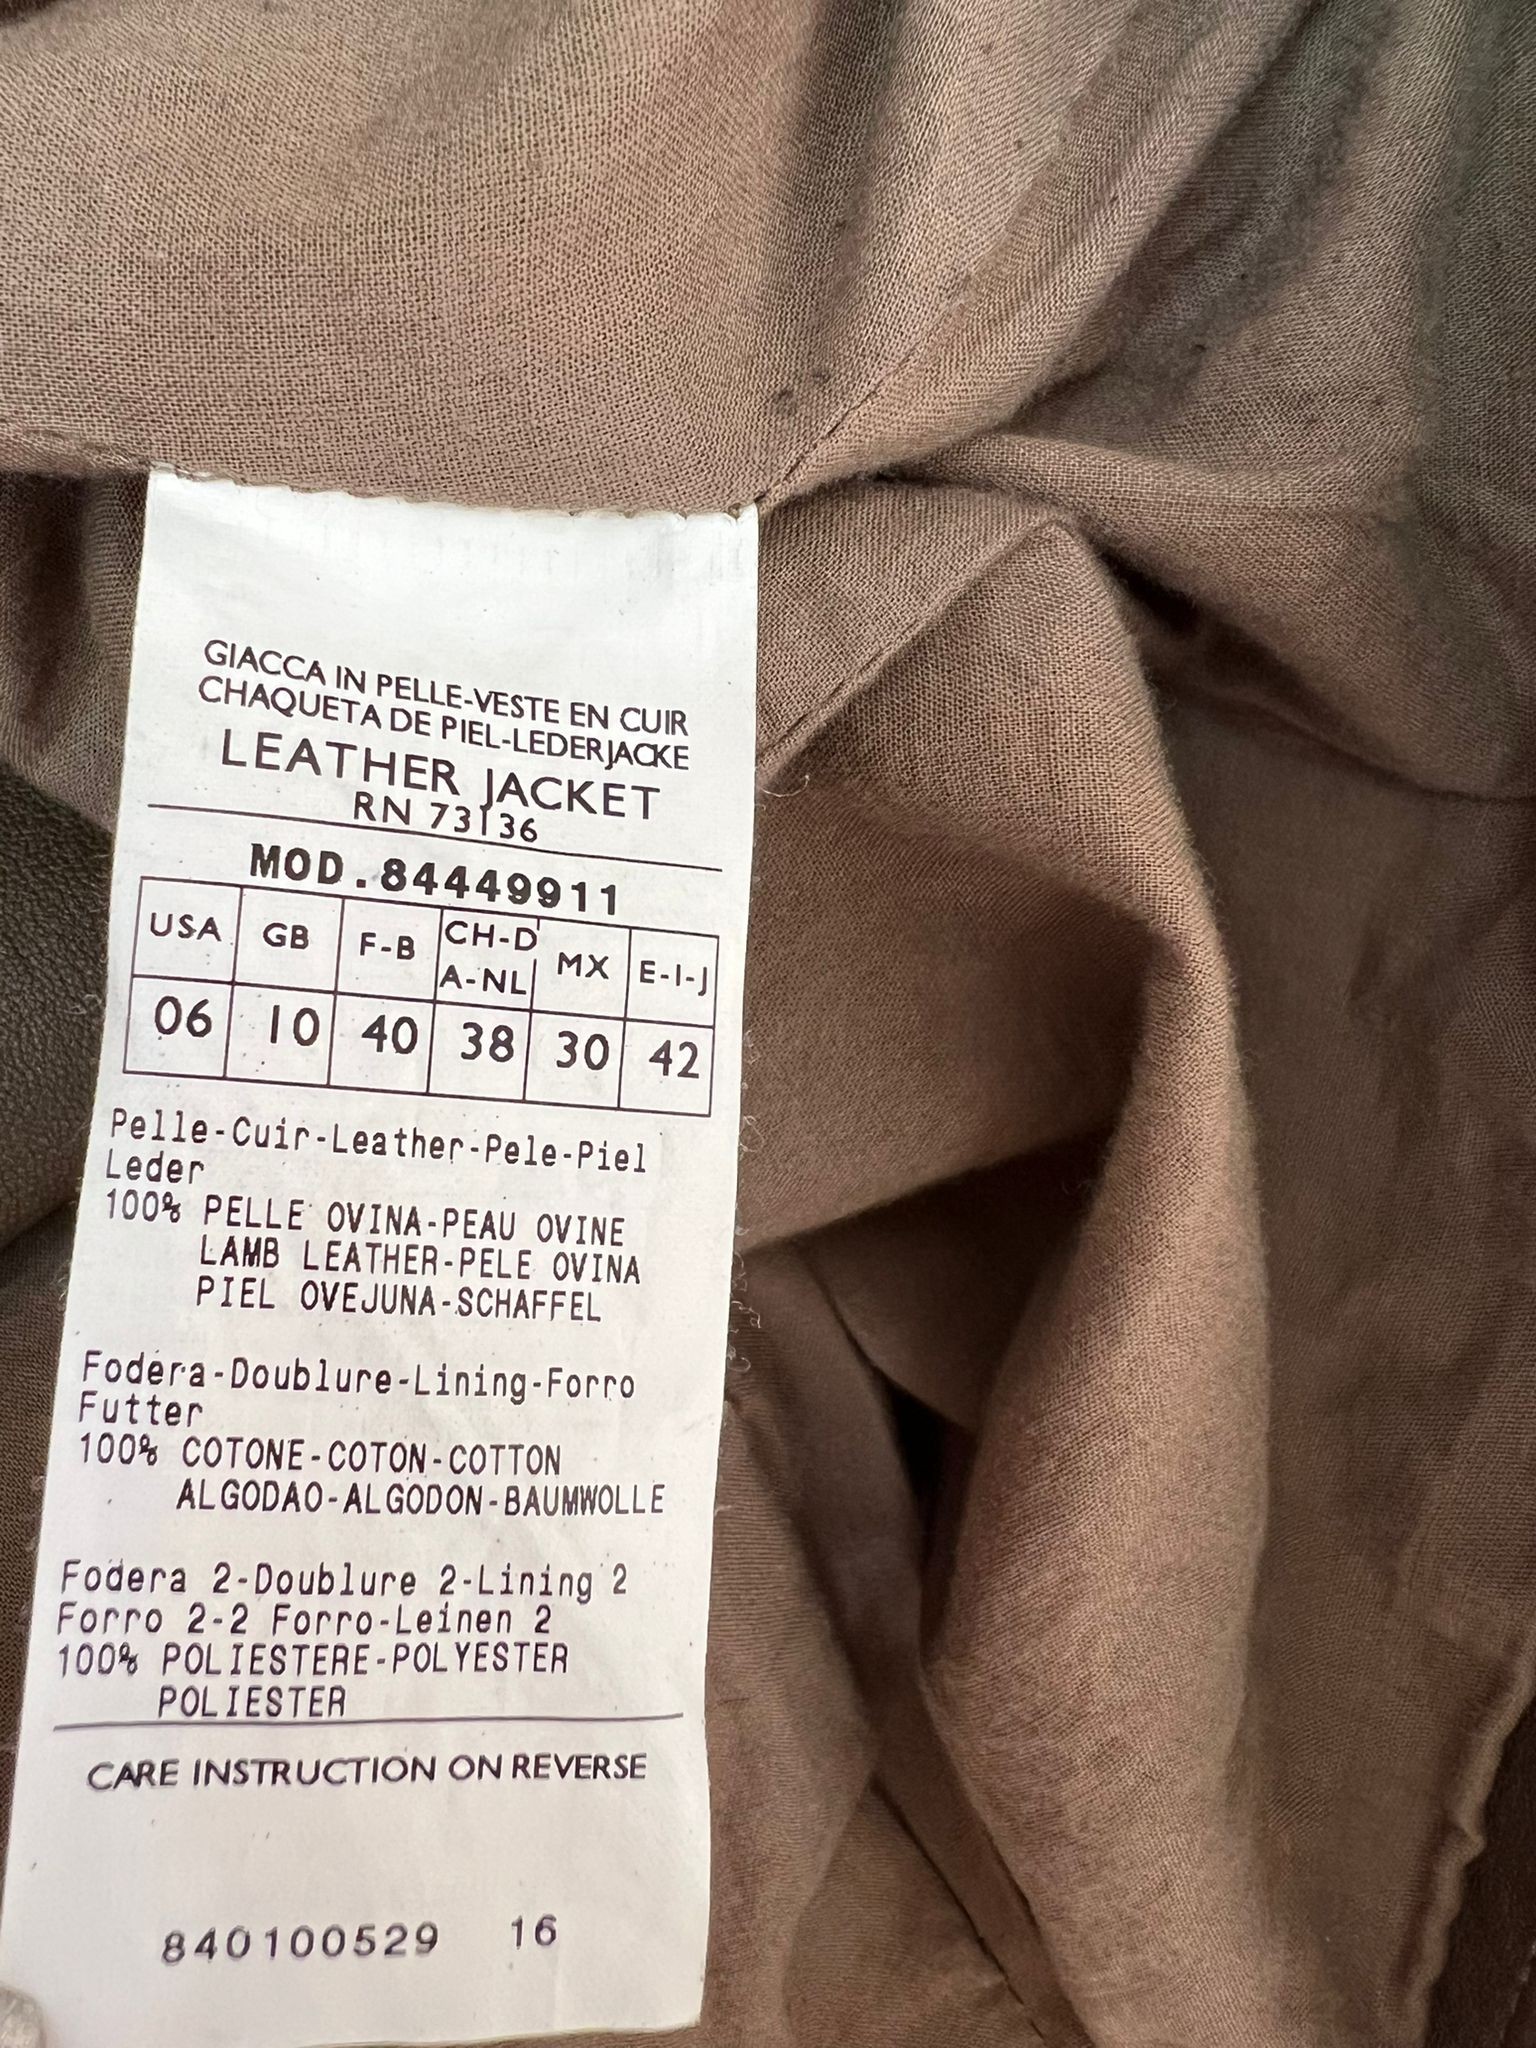 GIACCA IN PELLE-VESTE EN CUIR
CHAQUETA DE PIEL-LEDERJACKE
LEATHER JACKET
RN 73136
MOD.84449911
USA GB F-B CH-D A-NL MX E-I-J
06 10 40 38 30 42
Pelle-Cuir-Leather-Pele-Piel
Leder
100% PELLE OVINA-PEAU OVINE
LAMB LEATHER-PELE OVINA
PIEL OVEJUNA-SCHAFFEL
Fodera-Doublure-Lining-Forro
Futter
100% COTONE-COTON-COTTON
ALGODAO-ALGODON-BAUMWOLLE
Fodera 2-Doublure 2-Lining 2
Forro 2-2 Forro-Leinen 2
100% POLIESTERE-POLYESTER
POLIESTER
CARE INSTRUCTION ON REVERSE
840100529 16